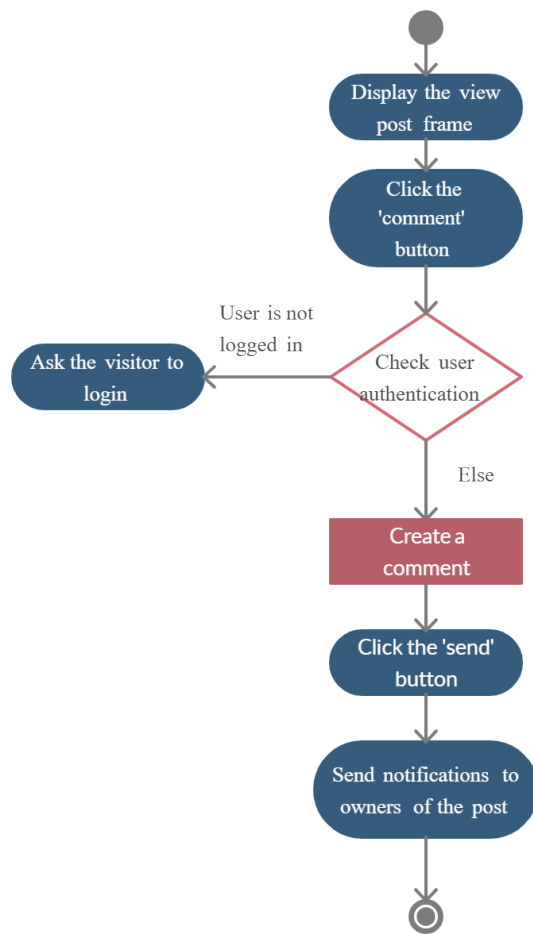 Display the view
post frame
Click the
'comment'
button
User is not
logged in
Ask the visitor to
login
Check user
authentication
Else
Create a
comment
Click the 'send'
button
Send notifications to
owners of the post